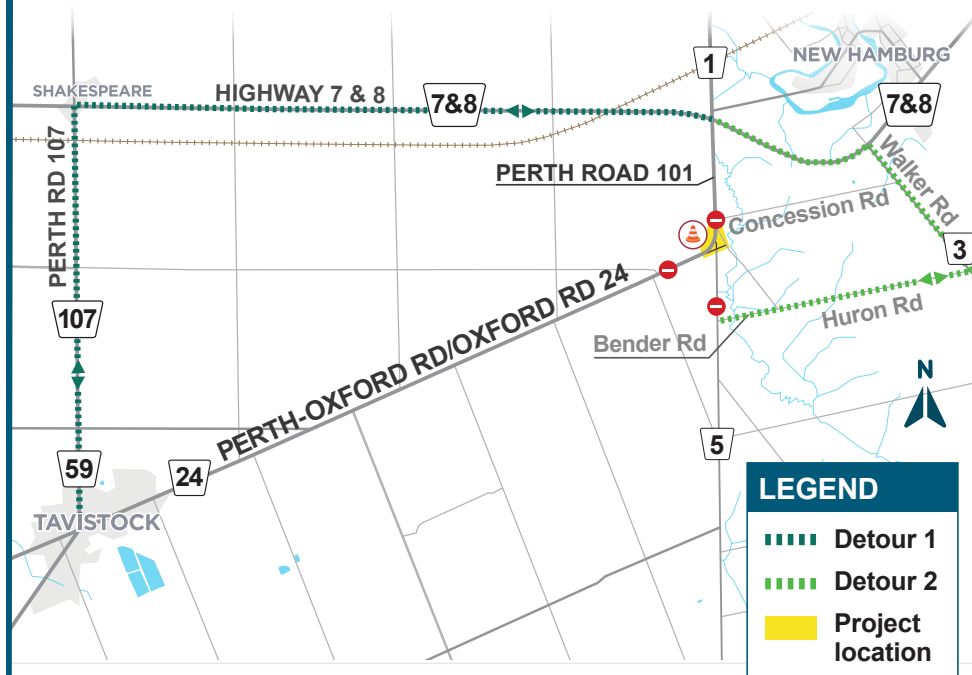 NEW HAMBURG
1
SHAKESPEARE
HIGHWAY 7 & 8
7&8
7&8
PERTH RD 107
PERTH ROAD 101
Walker Rd
Concession Rd
3
107
PERTH-OXFORD RD/OXFORD RD 24
Huron Rd
Bender Rd
N
5
59
24
TAVISTOCK
LEGEND
Detour 1
Detour 2
Project
location